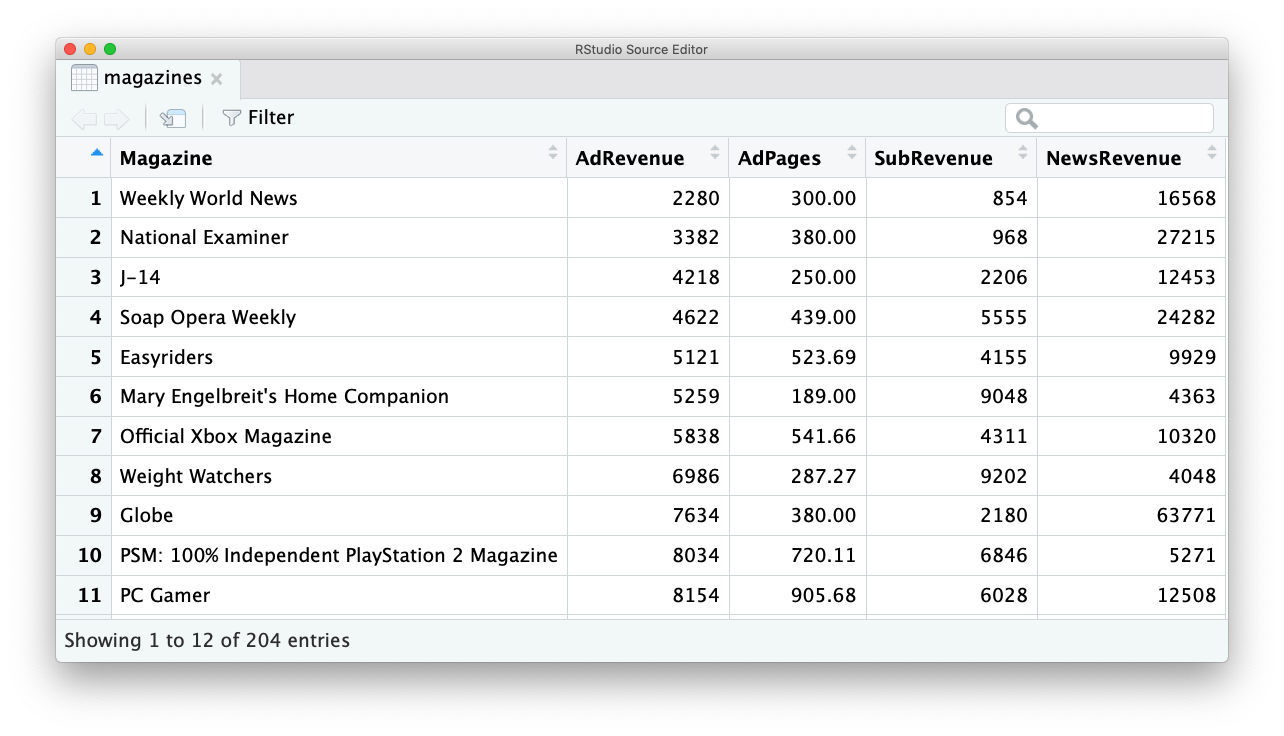 RStudio Source Editor
magazines
Filter
Magazine AdRevenue AdPages SubRevenue NewsRevenue
1 Weekly World News 2280 300.00 854 16568
2 National Examiner 3382 380.00 968 27215
3 J-14 4218 250.00 2206 12453
4 Soap Opera Weekly 4622 439.00 5555 24282
5 Easyriders 5121 523.69 4155 9929
6 Mary Engelbreit's Home Companion 5259 189.00 9048 4363
7 Official Xbox Magazine 5838 541.66 4311 10320
8 Weight Watchers 6986 287.27 9202 4048
9 Globe 7634 380.00 2180 63771
10 PSM: 100% Independent PlayStation 2 Magazine 8034 720.11 6846 5271
11 PC Gamer 8154 905.68 6028 12508
Showing 1 to 12 of 204 entries